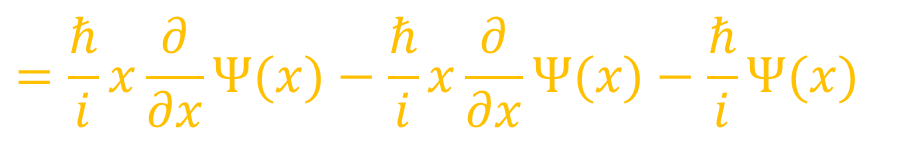 = ħ/i x ∂/∂x Ψ(x) − ħ/i x ∂/∂x Ψ(x) − ħ/i Ψ(x)